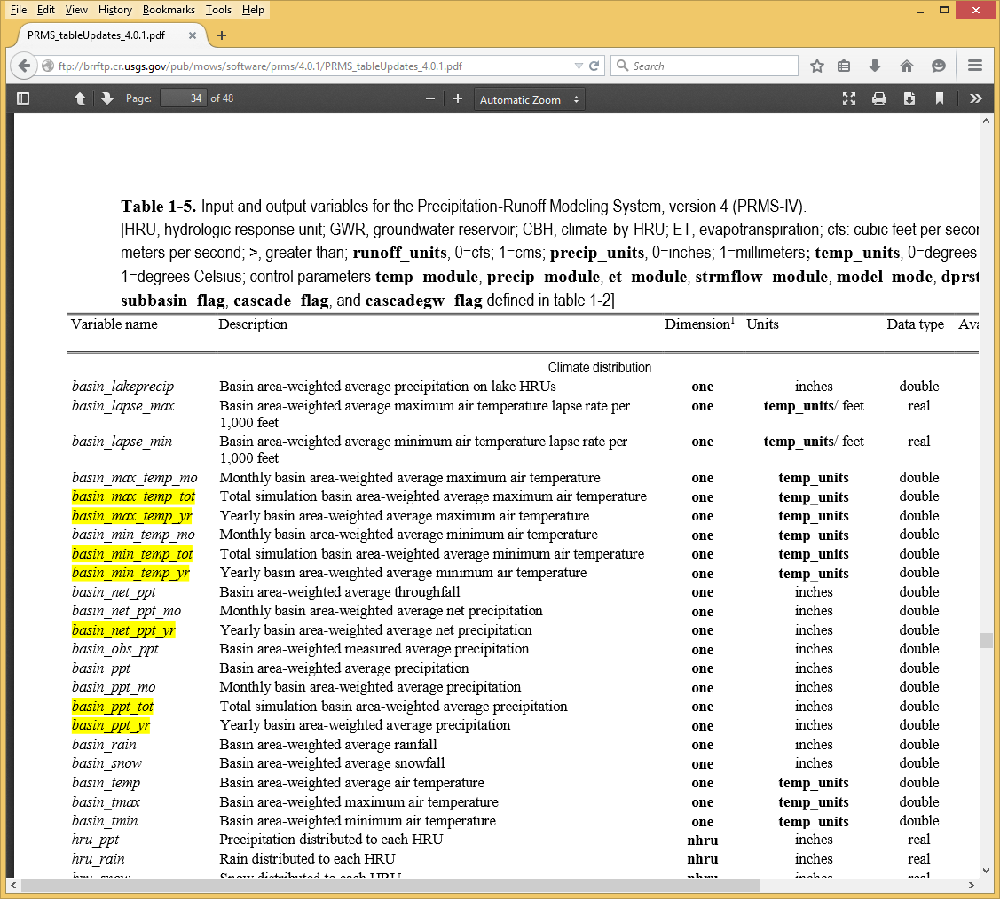 File Edit View History Bookmarks Tools Help
PRMS_tableUpdates_4.0.1.pdf
ftp://brrftp.cr.usgs.gov/pub/mows/software/prms/4.0.1/PRMS_tableUpdates_4.0.1.pdf Search
Page: 34 of 48 Automatic Zoom
Table 1-5. Input and output variables for the Precipitation-Runoff Modeling System, version 4 (PRMS-IV).
[HRU, hydrologic response unit; GWR, groundwater reservoir; CBH, climate-by-HRU; ET, evapotranspiration; cfs: cubic feet per secon
meters per second; >, greater than; runoff_units, 0=cfs; 1=cms; precip_units, 0=inches; 1=millimeters; temp_units, 0=degrees
1=degrees Celsius; control parameters temp_module, precip_module, et_module, strmflow_module, model_mode, dprst
subbasin_flag, cascade_flag, and cascadegw_flag defined in table 1-2]
Variable name Description Dimension1 Units Data type Ava
Climate distribution
basin_lakeprecip Basin area-weighted average precipitation on lake HRUs one inches double
basin_lapse_max Basin area-weighted average maximum air temperature lapse rate per one temp_units/ feet real
1,000 feet
basin_lapse_min Basin area-weighted average minimum air temperature lapse rate per one temp_units/ feet real
1,000 feet
basin_max_temp_mo Monthly basin area-weighted average maximum air temperature one temp_units double
basin_max_temp_tot Total simulation basin area-weighted average maximum air temperature one temp_units double
basin_max_temp_yr Yearly basin area-weighted average maximum air temperature one temp_units double
basin_min_temp_mo Monthly basin area-weighted average minimum air temperature one temp_units double
basin_min_temp_tot Total simulation basin area-weighted average minimum air temperature one temp_units double
basin_min_temp_yr Yearly basin area-weighted average minimum air temperature one temp_units double
basin_net_ppt Basin area-weighted average throughfall one inches double
basin_net_ppt_mo Monthly basin area-weighted average net precipitation one inches double
basin_net_ppt_yr Yearly basin area-weighted average net precipitation one inches double
basin_obs_ppt Basin area-weighted measured average precipitation one inches double
basin_ppt Basin area-weighted average precipitation one inches double
basin_ppt_mo Monthly basin area-weighted average precipitation one inches double
basin_ppt_tot Total simulation basin area-weighted average precipitation one inches double
basin_ppt_yr Yearly basin area-weighted average precipitation one inches double
basin_rain Basin area-weighted average rainfall one inches double
basin_snow Basin area-weighted average snowfall one inches double
basin_temp Basin area-weighted average air temperature one temp_units double
basin_tmax Basin area-weighted maximum air temperature one temp_units double
basin_tmin Basin area-weighted minimum air temperature one temp_units double
hru_ppt Precipitation distributed to each HRU nhru inches real
hru_rain Rain distributed to each HRU nhru inches real
hru_snow Snow distributed to each HRU nhru inches real